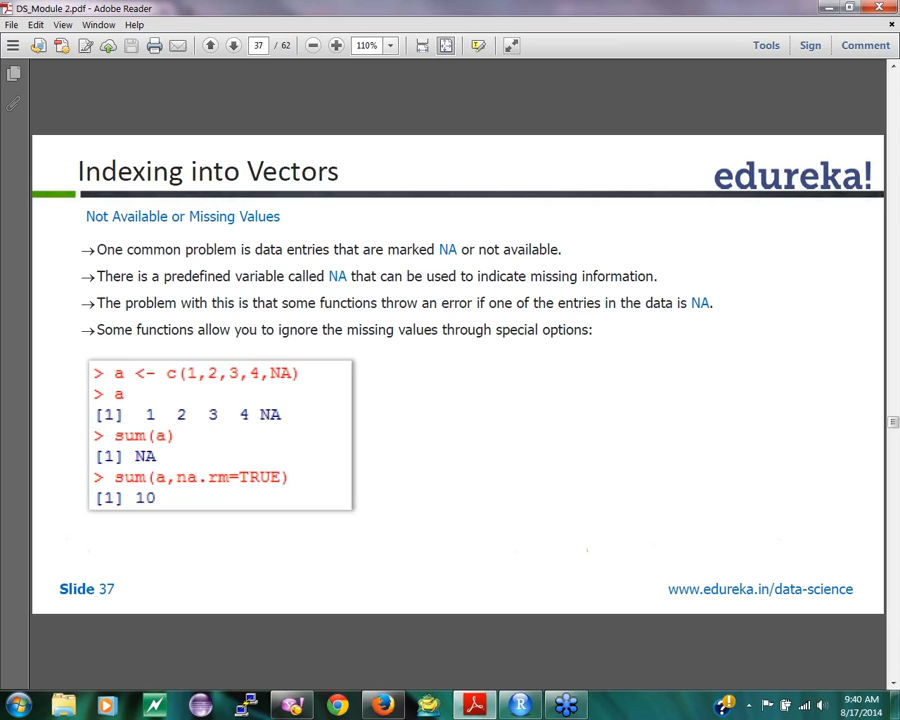 DS_Module 2.pdf - Adobe Reader
File Edit View Window Help
37 / 62 110% Tools Sign Comment
Indexing into Vectors
edureka!
Not Available or Missing Values
→One common problem is data entries that are marked NA or not available.
→There is a predefined variable called NA that can be used to indicate missing information.
→The problem with this is that some functions throw an error if one of the entries in the data is NA.
→Some functions allow you to ignore the missing values through special options:
> a <- c(1,2,3,4,NA)
> a
[1] 1 2 3 4 NA
> sum(a)
[1] NA
> sum(a,na.rm=TRUE)
[1] 10
Slide 37 www.edureka.in/data-science
9:40 AM
8/17/2014